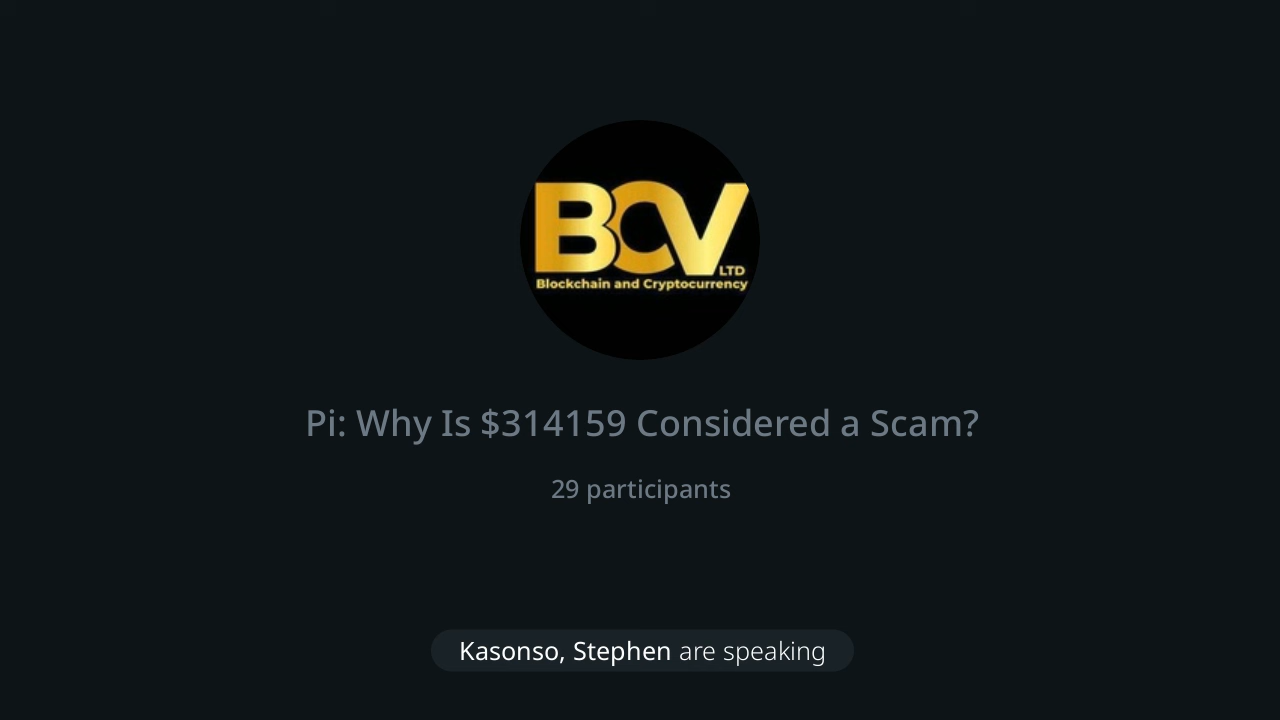 BCV
LTD
Blockchain and Cryptocurrency
Pi: Why Is $314159 Considered a Scam?
29 participants
Kasonso, Stephen are speaking